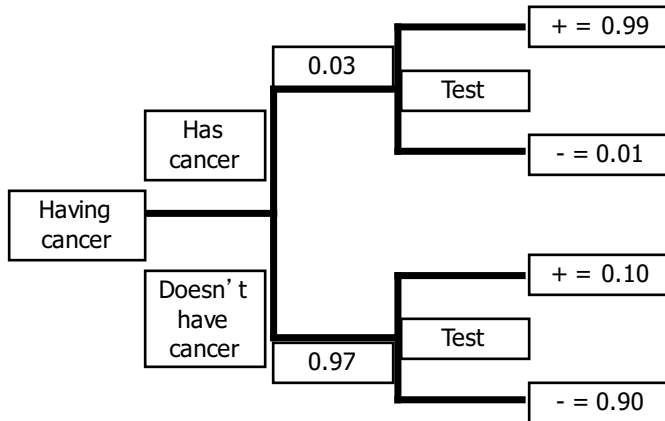 + = 0.99
0.03
Test
Has
cancer
- = 0.01
Having
cancer
+ = 0.10
Doesn’t
have
cancer
Test
0.97
- = 0.90